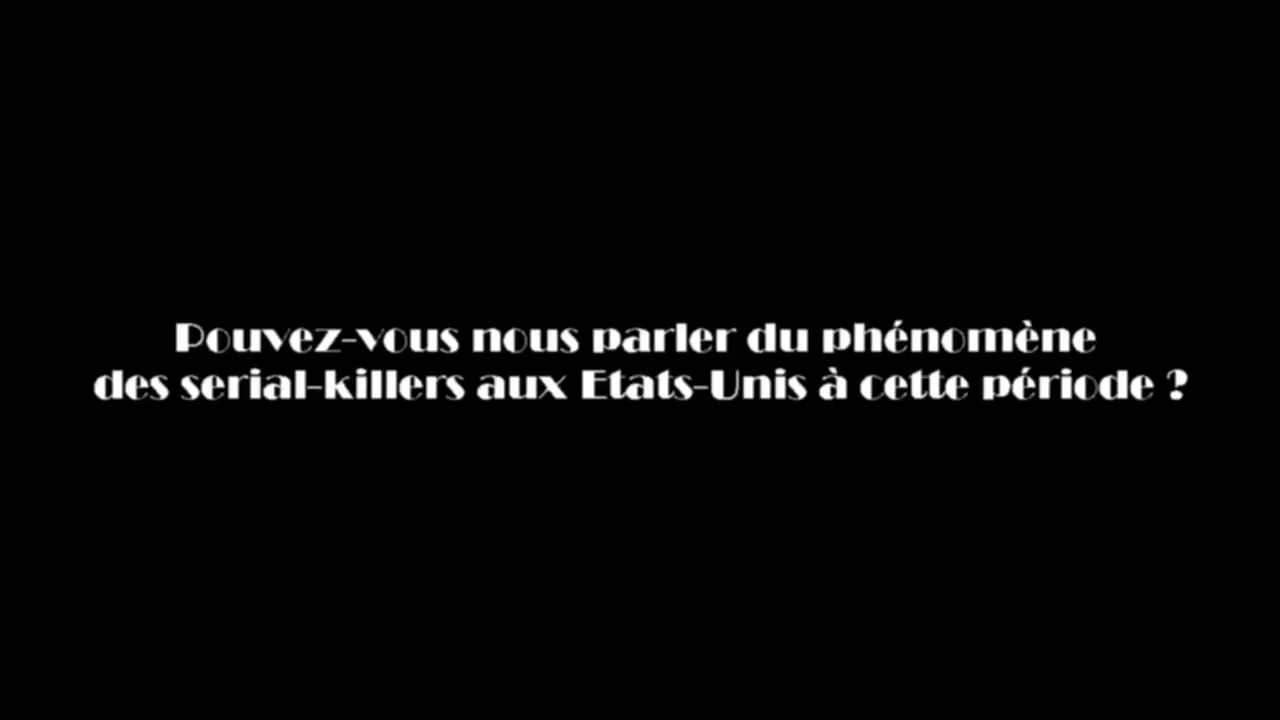 Pouvez-vous nous parler du phénomène
des serial-killers aux Etats-Unis à cette période ?